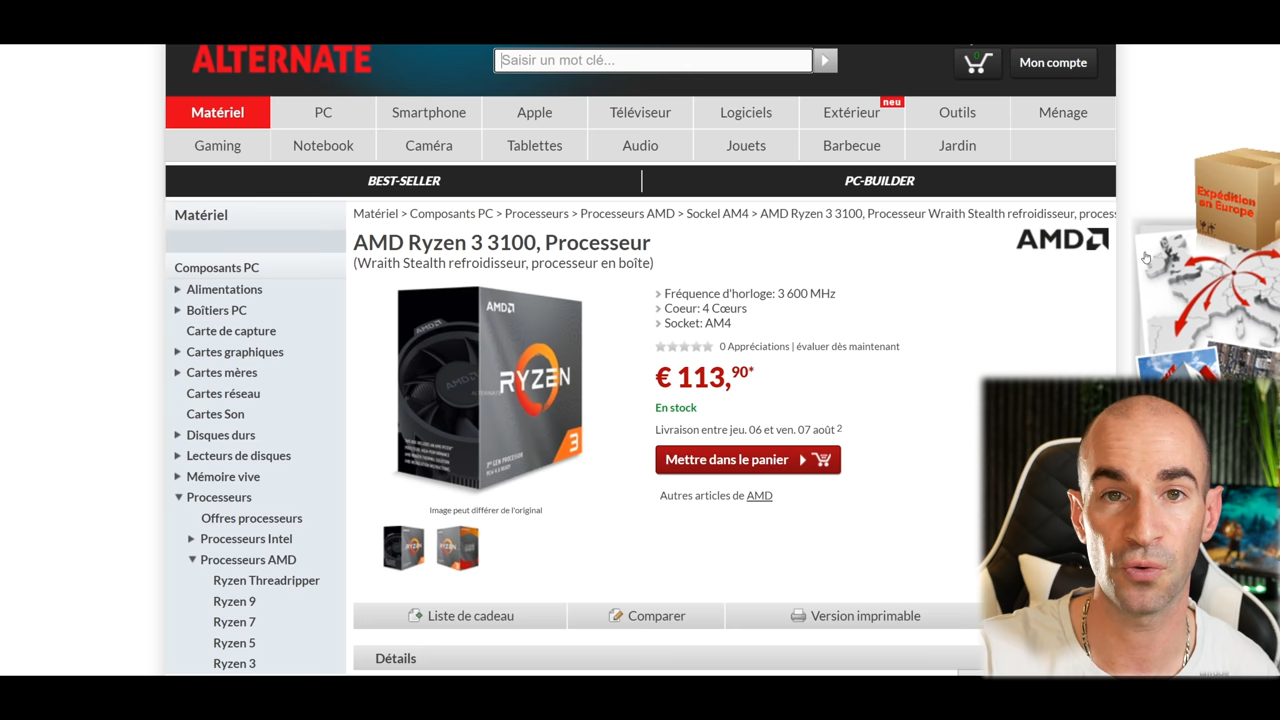 ALTERNATE
Saisir un mot clé...
0
Mon compte
Matériel
PC
Smartphone
Apple
Téléviseur
Logiciels
Extérieur
neu
Outils
Ménage
Gaming
Notebook
Caméra
Tablettes
Audio
Jouets
Barbecue
Jardin
BEST-SELLER
PC-BUILDER
Matériel
Composants PC
Alimentations
Boîtiers PC
Carte de capture
Cartes graphiques
Cartes mères
Cartes réseau
Cartes Son
Disques durs
Lecteurs de disques
Mémoire vive
Processeurs
Offres processeurs
Processeurs Intel
Processeurs AMD
Ryzen Threadripper
Ryzen 9
Ryzen 7
Ryzen 5
Ryzen 3
Matériel > Composants PC > Processeurs > Processeurs AMD > Sockel AM4 > AMD Ryzen 3 3100, Processeur Wraith Stealth refroidisseur, proces
AMD Ryzen 3 3100, Processeur
(Wraith Stealth refroidisseur, processeur en boîte)
AMD
AMD
AMD
AMD
RYZEN
3
Image peut différer de l'original
Fréquence d'horloge: 3 600 MHz
Coeur: 4 Cœurs
Socket: AM4
0 Appréciations | évaluer dès maintenant
€ 113,90*
En stock
Livraison entre jeu. 06 et ven. 07 août 2
Mettre dans le panier
Autres articles de AMD
Liste de cadeau
Comparer
Version imprimable
Détails
Expédition
en Europe